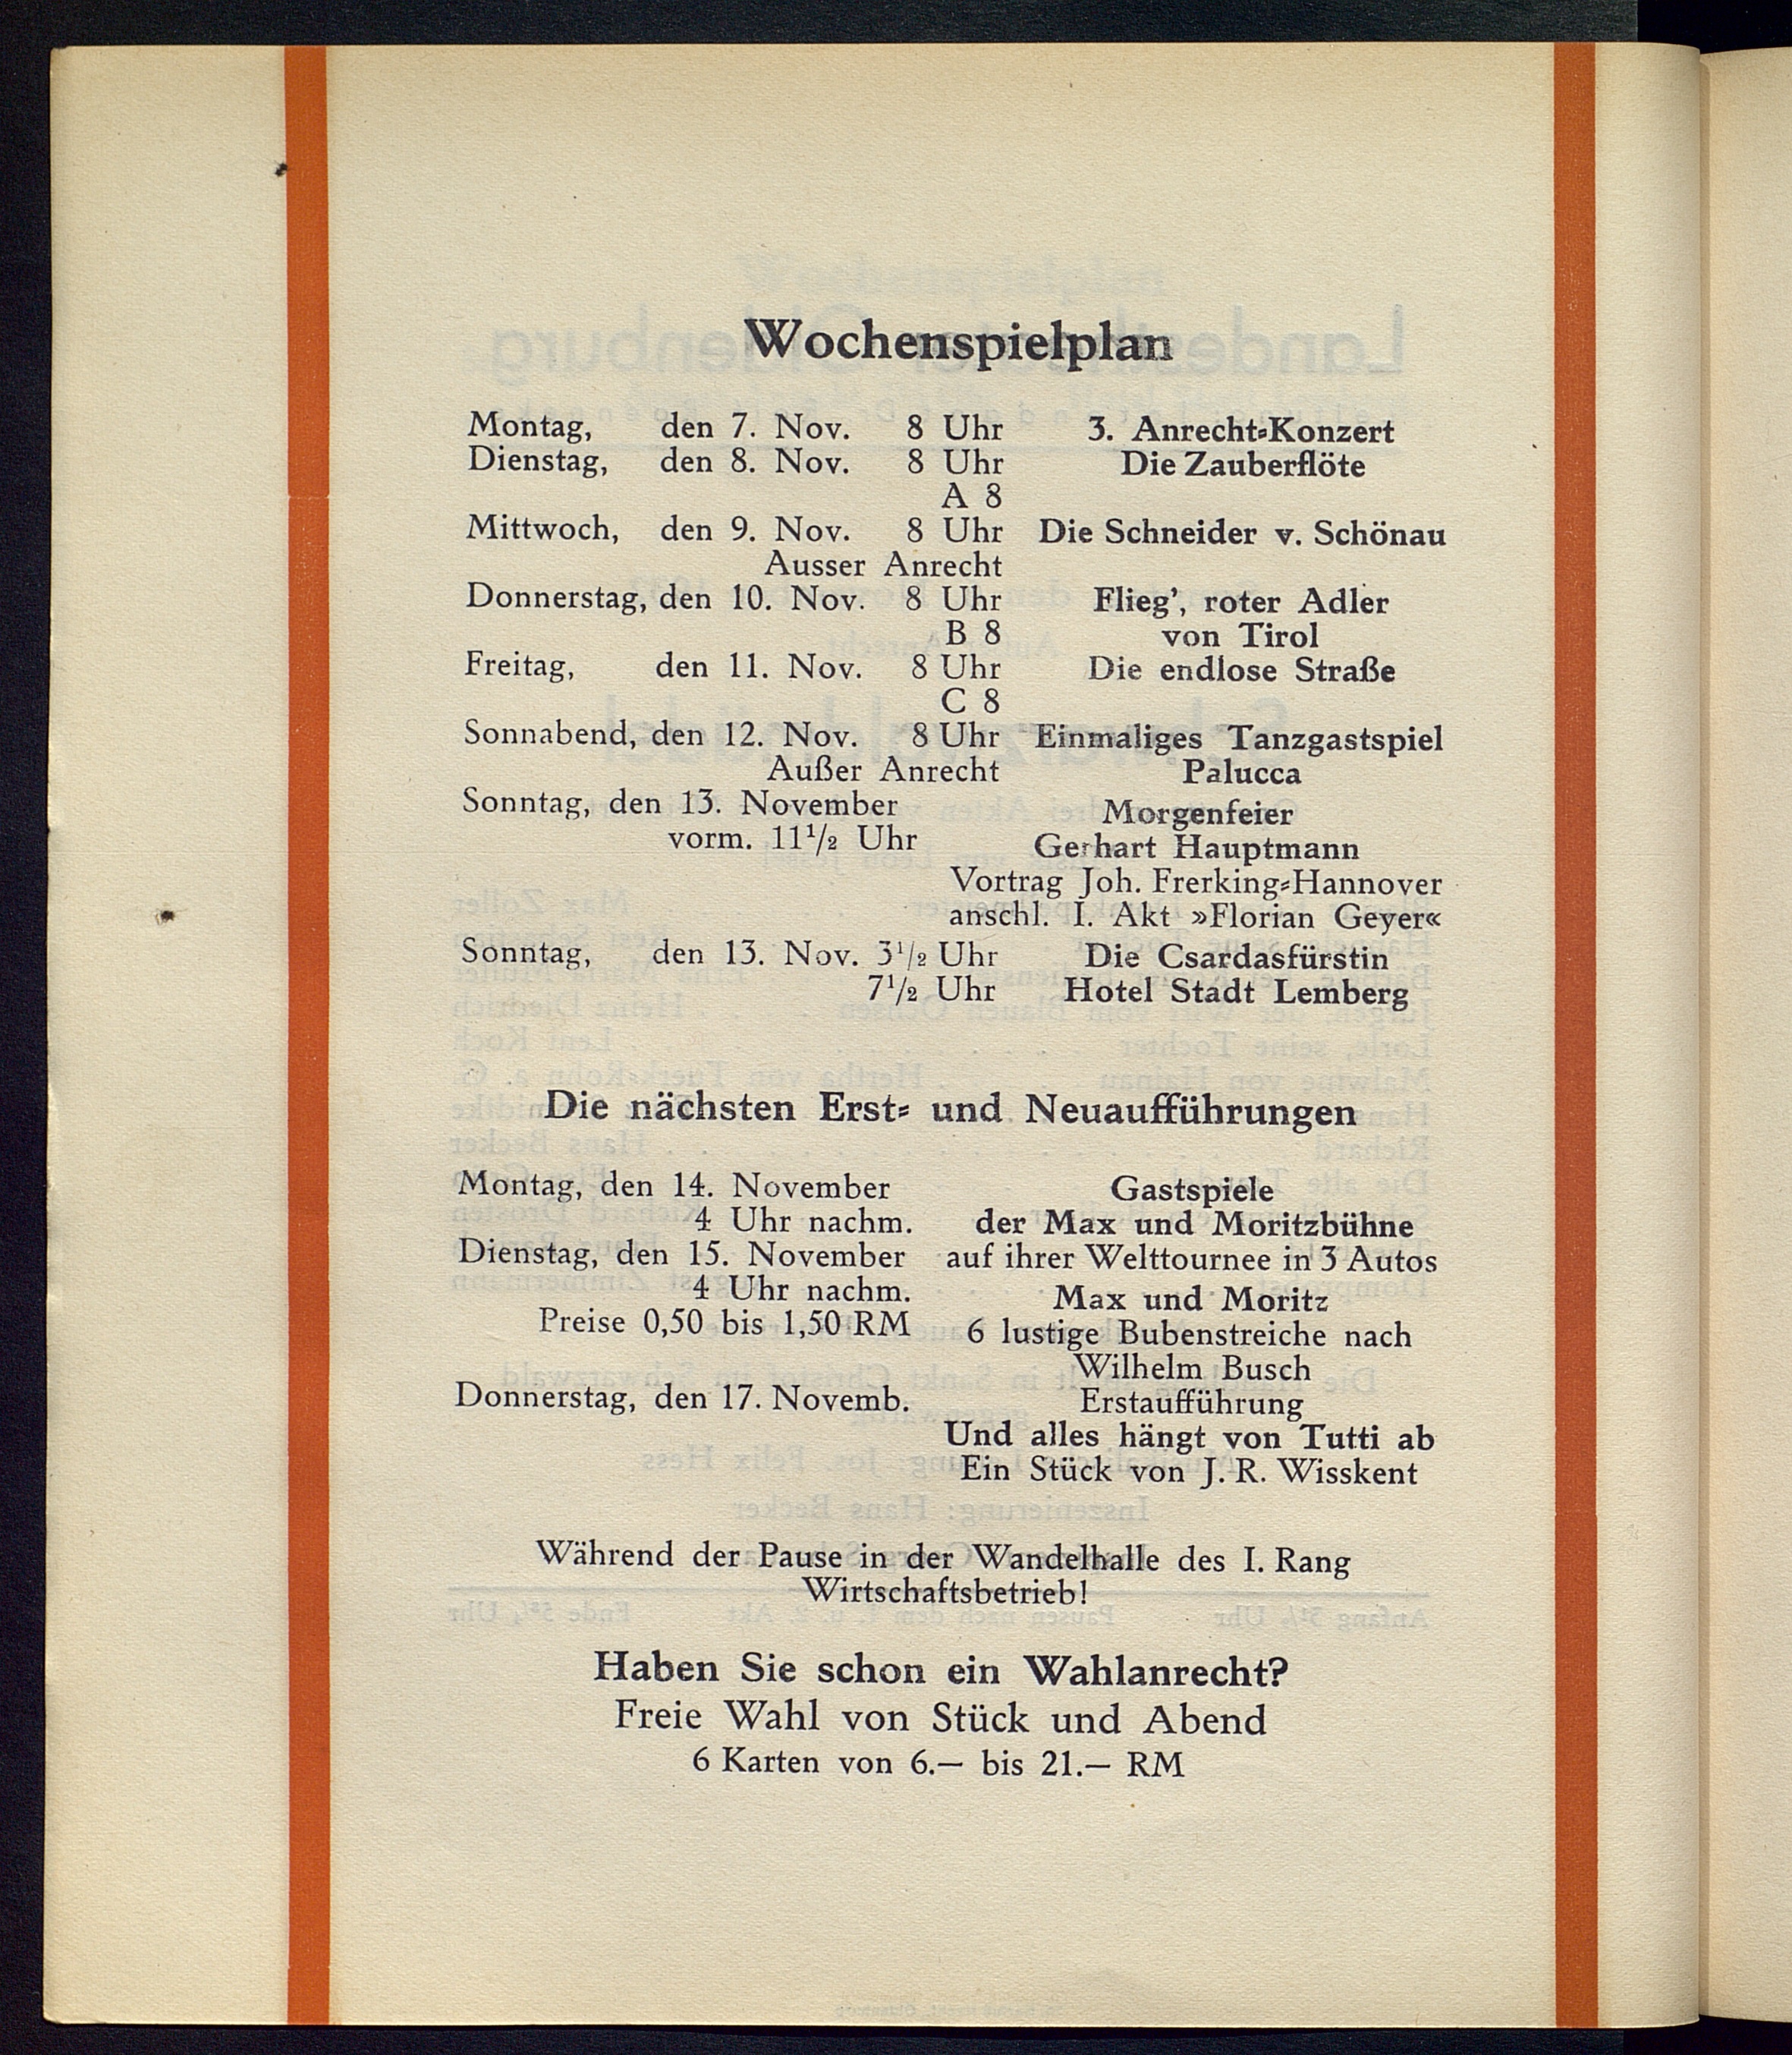 Wochenspielplan
Montag, den 7. Nov. 8 Uhr 3. Anrecht-Konzert
Dienstag, den 8. Nov. 8 Uhr Die Zauberflöte
A 8
Mittwoch, den 9. Nov. 8 Uhr Die Schneider v. Schönau
Ausser Anrecht
Donnerstag, den 10. Nov. 8 Uhr Flieg', roter Adler
B 8 von Tirol
Freitag, den 11. Nov. 8 Uhr Die endlose Straße
C 8
Sonnabend, den 12. Nov. 8 Uhr Einmaliges Tanzgastspiel
Außer Anrecht Palucca
Sonntag, den 13. November Morgenfeier
vorm. 11½ Uhr Gerhart Hauptmann
Vortrag Joh. Frerking-Hannover
anschl. I. Akt »Florian Geyer«
Sonntag, den 13. Nov. 3½ Uhr Die Csardasfürstin
7½ Uhr Hotel Stadt Lemberg
Die nächsten Erst- und Neuaufführungen
Montag, den 14. November Gastspiele
4 Uhr nachm. der Max und Moritzbühne
Dienstag, den 15. November auf ihrer Welttournee in 3 Autos
4 Uhr nachm. Max und Moritz
Preise 0,50 bis 1,50 RM 6 lustige Bubenstreiche nach
Wilhelm Busch
Donnerstag, den 17. Novemb. Erstaufführung
Und alles hängt von Tutti ab
Ein Stück von J. R. Wisskent
Während der Pause in der Wandelhalle des I. Rang
Wirtschaftsbetrieb!
Haben Sie schon ein Wahlanrecht?
Freie Wahl von Stück und Abend
6 Karten von 6.— bis 21.— RM